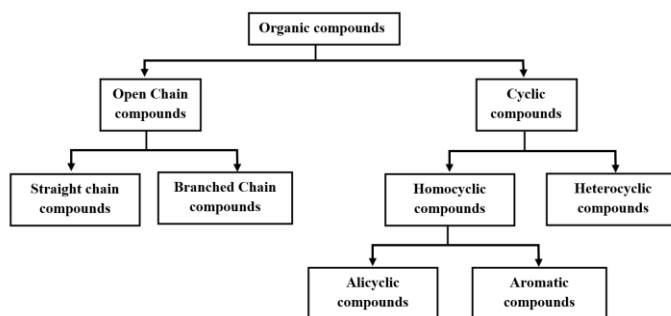 Organic compounds
Open Chain
compounds
Cyclic
compounds
Straight chain
compounds
Branched Chain
compounds
Homocyclic
compounds
Heterocyclic
compounds
Alicyclic
compounds
Aromatic
compounds